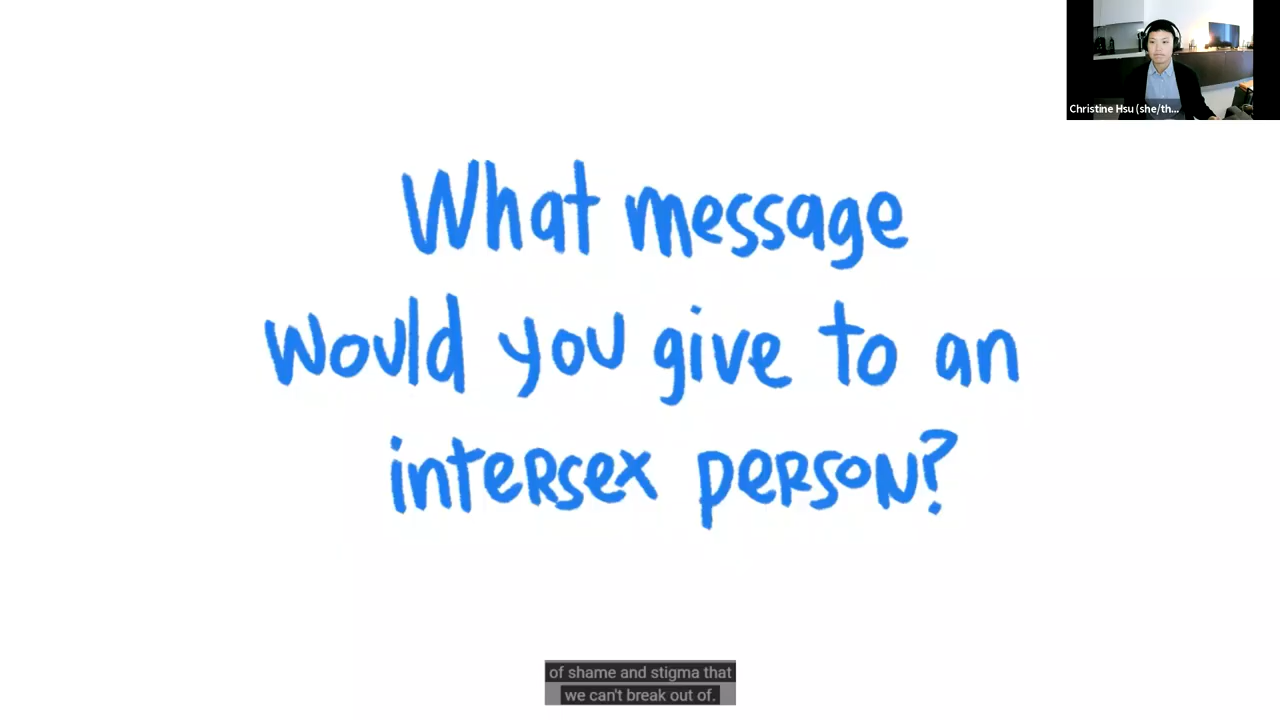 Christine Hsu (she/th...
What message
would you give to an
intersex person?
of shame and stigma that
we can't break out of.